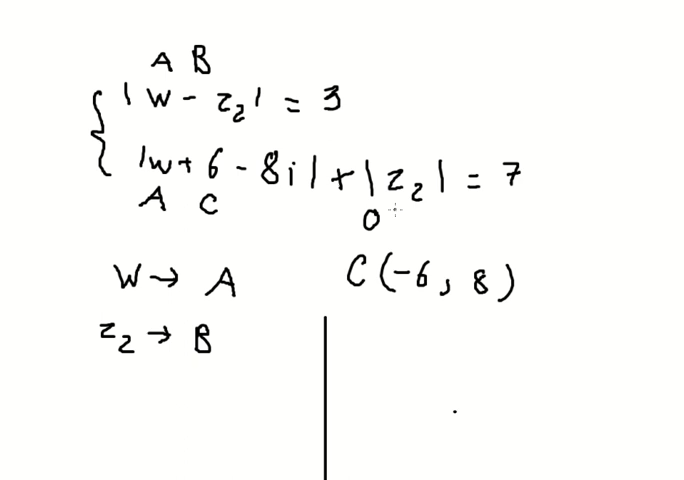 A B
|w - z₂| = 3
|w + 6 - 8i| + |z₂| = 7
A C O
w → A C(-6, 8)
z₂ → B